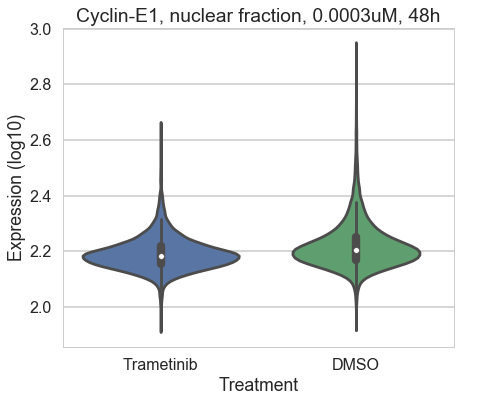 Cyclin-E1, nuclear fraction, 0.0003uM, 48h
Expression (log10)
3.0
2.8
2.6
2.4
2.2
2.0
Trametinib DMSO
Treatment